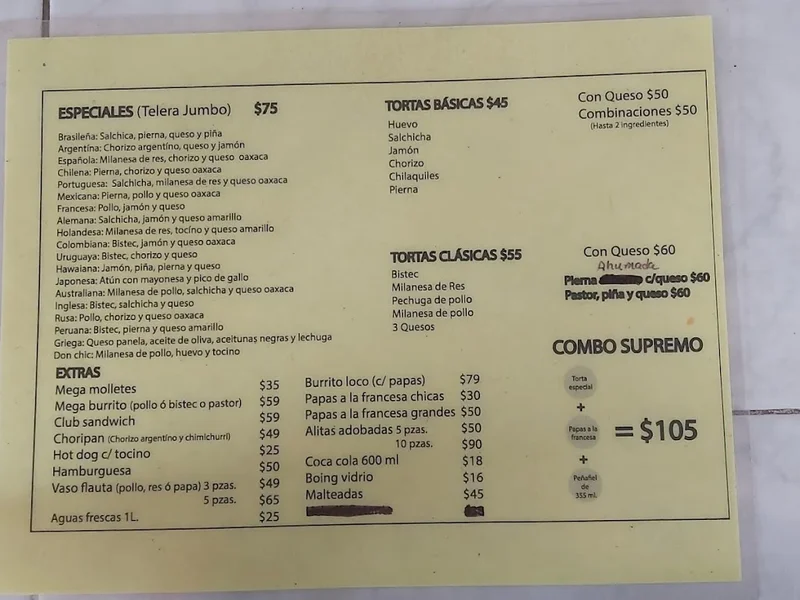 ESPECIALES (Telera Jumbo) $75
Brasileña: Salchica, pierna, queso y piña
Argentina: Chorizo argentino, queso y jamón
Española: Milanesa de res, chorizo y queso oaxaca
Chilena: Pierna, chorizo y queso oaxaca
Portuguesa: Salchicha, milanesa de res y queso oaxaca
Mexicana: Pierna, pollo y queso oaxaca
Francesa: Pollo, jamón y queso
Alemana: Salchicha, jamón y queso amarillo
Holandesa: Milanesa de res, tocino y queso amarillo
Colombiana: Bistec, jamón y queso oaxaca
Uruguaya: Bistec, chorizo y queso
Hawaiana: Jamón, piña, pierna y queso
Japonesa: Atún con mayonesa y pico de gallo
Australiana: Milanesa de pollo, salchicha y queso oaxaca
Inglesa: Bistec, salchicha y queso
Rusa: Pollo, chorizo y queso oaxaca
Peruana: Bistec, pierna y queso amarillo
Griega: Queso panela, aceite de oliva, aceitunas negras y lechuga
Don chic: Milanesa de pollo, huevo y tocino
TORTAS BÁSICAS $45
Huevo
Salchicha
Jamón
Chorizo
Chilaquiles
Pierna
Con Queso $50
Combinaciones $50
(Hasta 2 ingredientes)
TORTAS CLÁSICAS $55
Bistec
Milanesa de Res
Pechuga de pollo
Milanesa de pollo
3 Quesos
Con Queso $60
Ahumada
Pierna c/queso $60
Pastor, piña y queso $60
EXTRAS
Mega molletes $35
Mega burrito (pollo ó bistec o pastor) $59
Club sandwich $59
Choripan (Chorizo argentino y chimichurri) $49
Hot dog c/ tocino $25
Hamburguesa $50
Vaso flauta (pollo, res ó papa) 3 pzas. $49
5 pzas. $65
Aguas frescas 1L. $25
Burrito loco (c/ papas) $79
Papas a la francesa chicas $30
Papas a la francesa grandes $50
Alitas adobadas 5 pzas. $50
10 pzas. $90
Coca cola 600 ml $18
Boing vidrio $16
Malteadas $45
COMBO SUPREMO
Torta
especial
+
Papas a la
francesa
+
Peñafiel
de
355 ml.
= $105